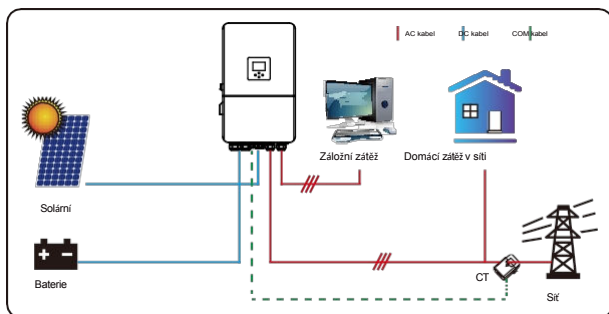 AC kabel DC kabel COM kabel
Záložní zátěž Domácí zátěž v síti
Solární
CT
Baterie
Síť